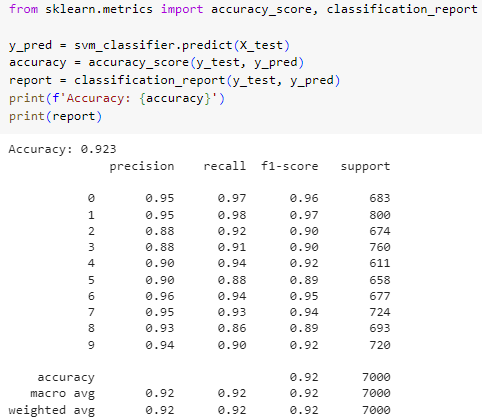 from sklearn.metrics import accuracy_score, classification_report
y_pred = svm_classifier.predict(X_test)
accuracy = accuracy_score(y_test, y_pred)
report = classification_report(y_test, y_pred)
print(f'Accuracy: {accuracy}')
print(report)
Accuracy: 0.923
precision recall f1-score support
0 0.95 0.97 0.96 683
1 0.95 0.98 0.97 800
2 0.88 0.92 0.90 674
3 0.88 0.91 0.90 760
4 0.90 0.94 0.92 611
5 0.90 0.88 0.89 658
6 0.96 0.94 0.95 677
7 0.95 0.93 0.94 724
8 0.93 0.86 0.89 693
9 0.94 0.90 0.92 720
accuracy 0.92 7000
macro avg 0.92 0.92 0.92 7000
weighted avg 0.92 0.92 0.92 7000